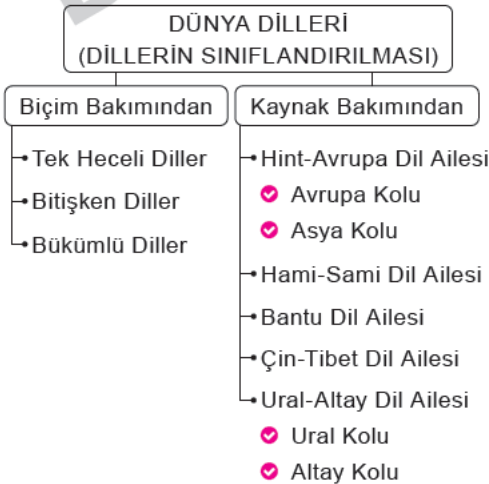 DÜNYA DİLLERİ
(DİLLERİN SINIFLANDIRILMASI)
Biçim Bakımından
Tek Heceli Diller
Bitişken Diller
Bükümlü Diller
Kaynak Bakımından
Hint-Avrupa Dil Ailesi
Avrupa Kolu
Asya Kolu
Hami-Sami Dil Ailesi
Bantu Dil Ailesi
Çin-Tibet Dil Ailesi
Ural-Altay Dil Ailesi
Ural Kolu
Altay Kolu